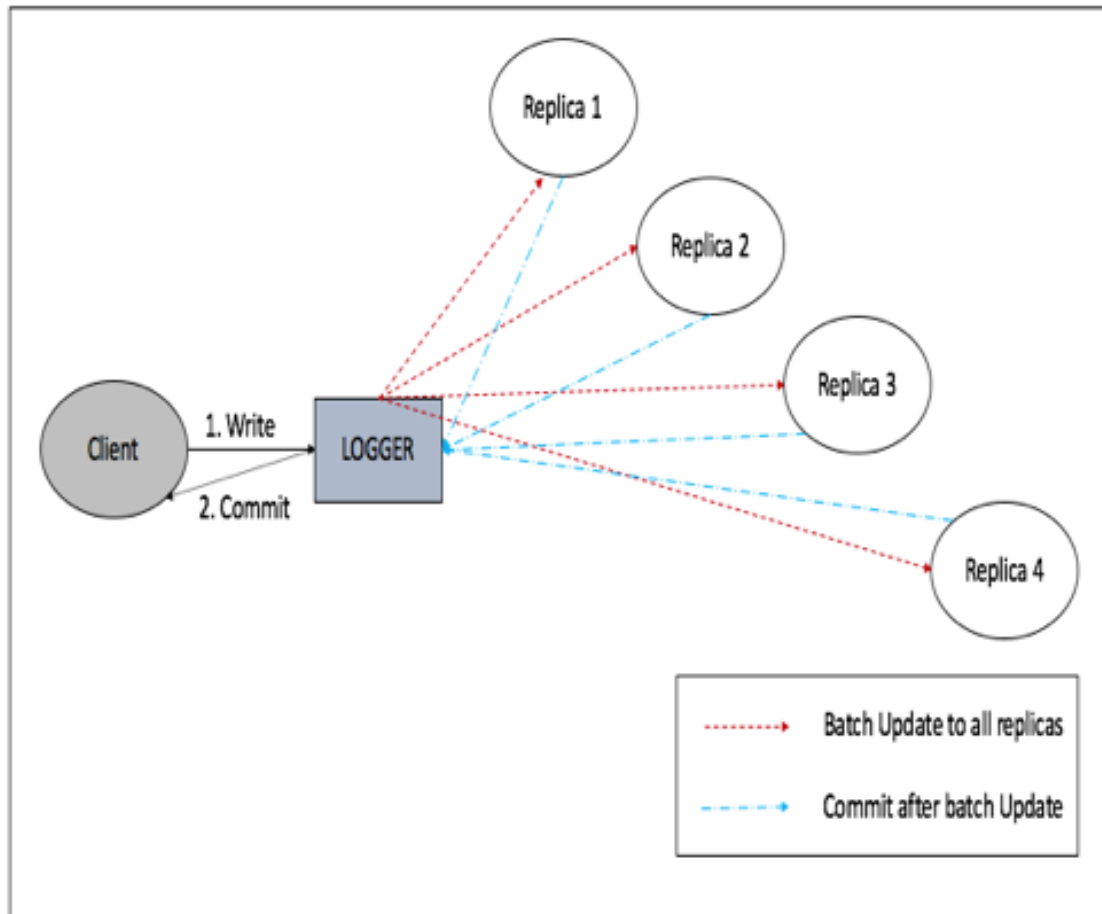 Replica 1
Replica 2
Replica 3
Client
1. Write
LOGGER
2. Commit
Replica 4
Batch Update to all replicas
Commit after batch Update